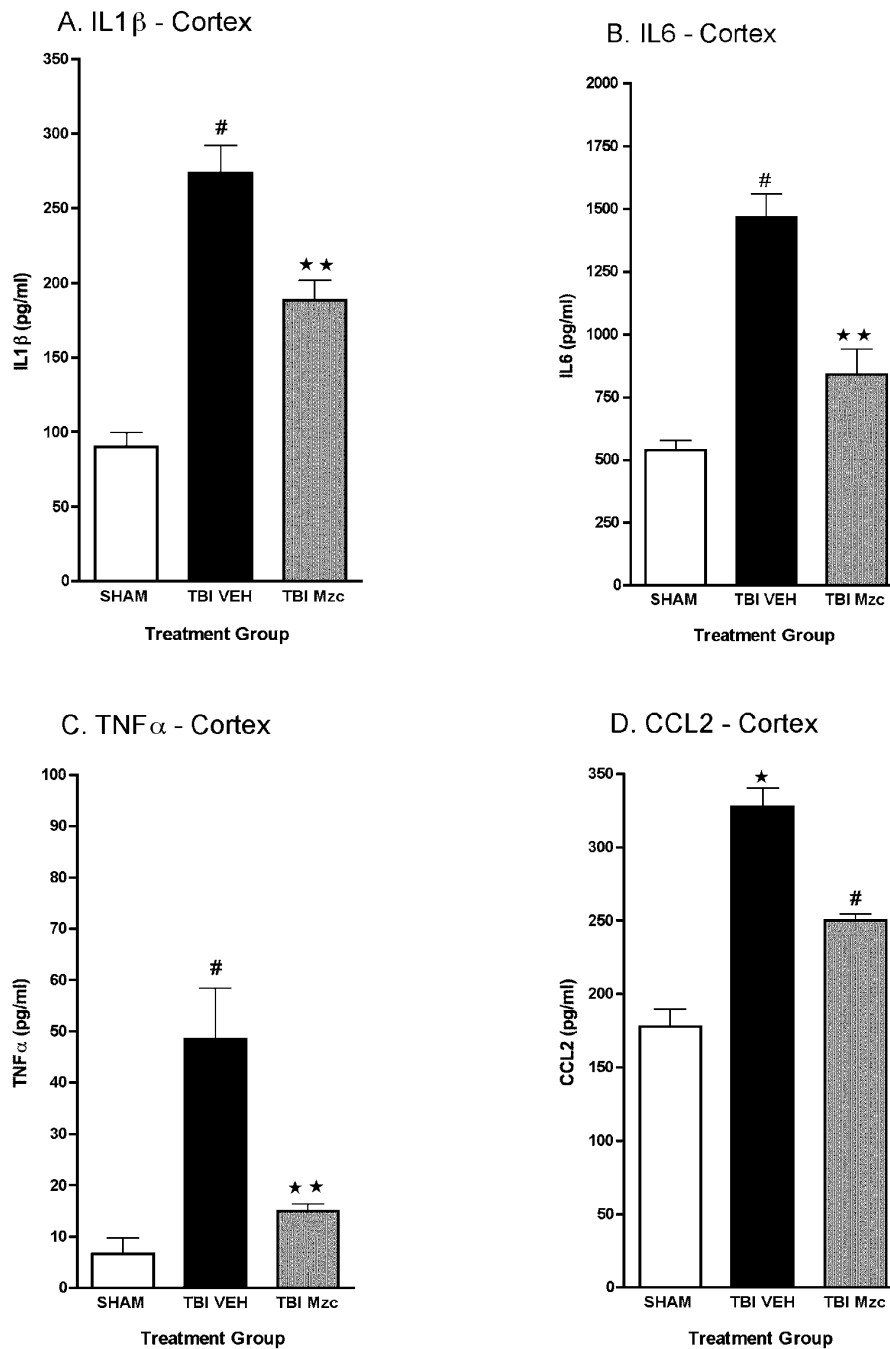 A. IL1β - Cortex
350
300
250
200
150
100
50
0
IL1β (pg/ml)
#
★★
SHAM
TBI VEH
TBI Mzc
Treatment Group
B. IL6 - Cortex
2000
1750
1500
1250
1000
750
500
250
0
IL6 (pg/ml)
#
★★
SHAM
TBI VEH
TBI Mzc
Treatment Group
C. TNFα - Cortex
100
90
80
70
60
50
40
30
20
10
0
TNFα (pg/ml)
#
★★
SHAM
TBI VEH
TBI Mzc
Treatment Group
D. CCL2 - Cortex
350
300
250
200
150
100
50
0
CCL2 (pg/ml)
★
#
SHAM
TBI VEH
TBI Mzc
Treatment Group